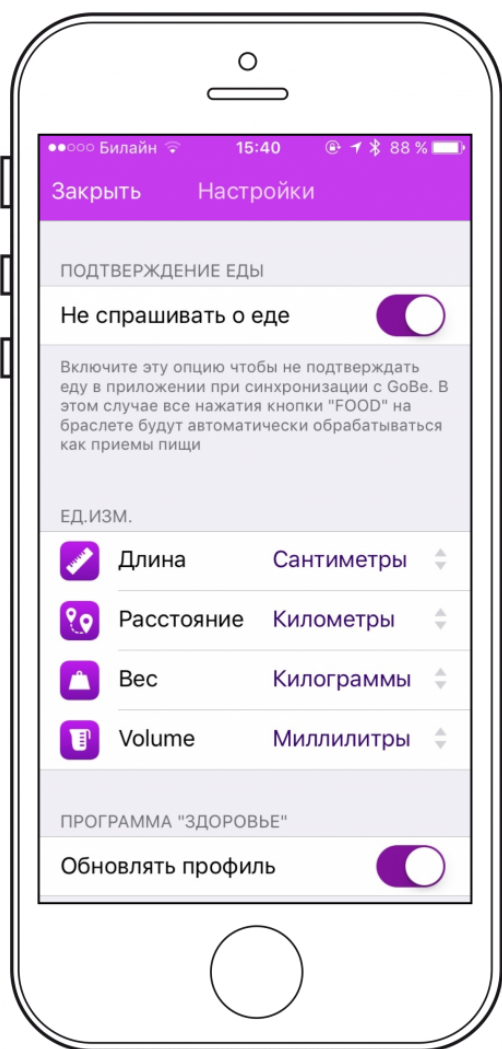 Билайн 15:40 88 %
Закрыть Настройки
ПОДТВЕРЖДЕНИЕ ЕДЫ
Не спрашивать о еде
Включите эту опцию чтобы не подтверждать
еду в приложении при синхронизации с GoBe. В
этом случае все нажатия кнопки "FOOD" на
браслете будут автоматически обрабатываться
как приемы пищи
ЕД.ИЗМ.
Длина Сантиметры
Расстояние Километры
Вес Килограммы
Volume Миллилитры
ПРОГРАММА "ЗДОРОВЬЕ"
Обновлять профиль